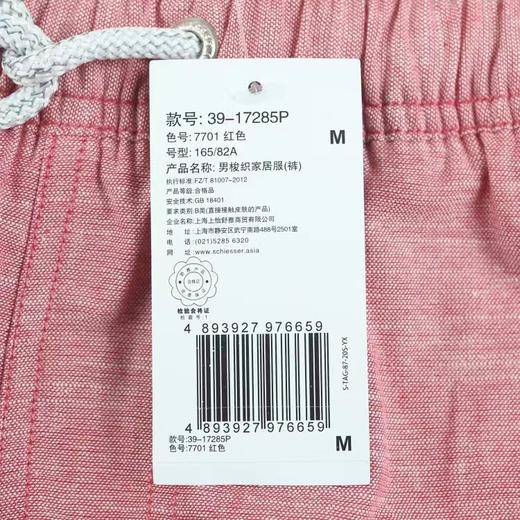 款号: 39-17285P
色号: 7701 红色
M
号型: 165/82A
产品名称: 男梭织家居服(裤)
执行标准: FZ/T 81007-2012
产品等级: 合格品
安全技术: GB 18401
要求类别: B类(直接接触皮肤的产品)
企业名称: 上海上怡舒雅商贸有限公司
地 址: 上海市静安区武宁南路488号2501室
电 话: (021)5285 6320
网 址: www.schiesser.asia
合格证
检验合格证
检验号 1
4 893927 976659
4 893927 976659
款号:39-17285P
色号:7701 红色
M
S-TAG-87-205-YX